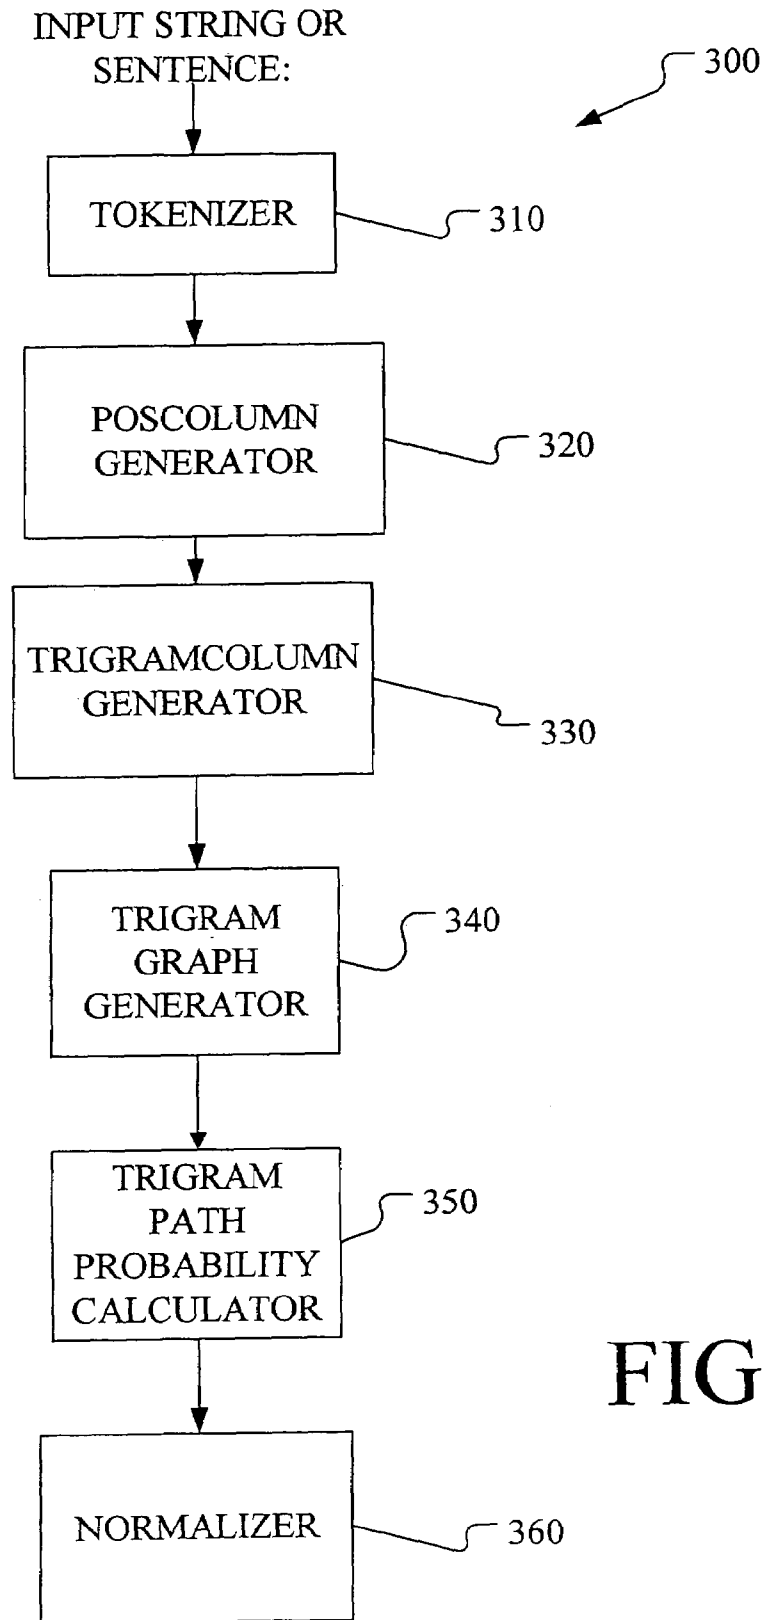 INPUT STRING OR
SENTENCE:
300
TOKENIZER
310
POSCOLUMN
GENERATOR
320
TRIGRAMCOLUMN
GENERATOR
330
TRIGRAM
GRAPH
GENERATOR
340
TRIGRAM
PATH
PROBABILITY
CALCULATOR
350
FIG
NORMALIZER
360